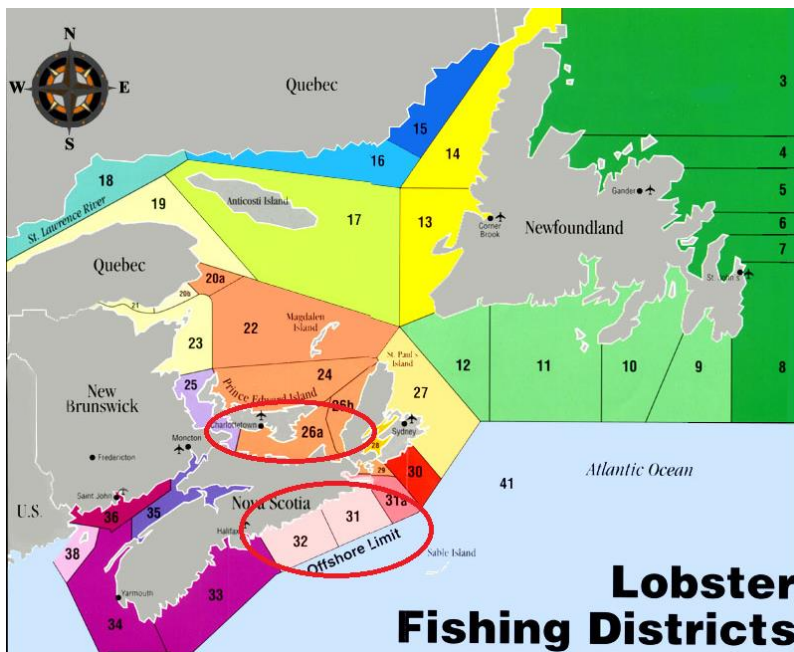 N
W
E
S
Quebec
3
15
14
16
4
18
Gander
5
St. Lawrence River
19
Anticosti Island
17
13
Corner
Brook
Newfoundland
6
7
Quebec
20a
20b
21
St. John's
22
Magdalen
Island
23
St. Paul's
Island
12
11
10
9
8
24
27
25
New
Brunswick
Prince Edward Island
26b
Charlottetown
26a
Sydney
28
Moncton
Fredericton
29
30
41
Atlantic Ocean
Saint John
Nova Scotia
31a
U.S.
36
35
31
32
Halifax
Offshore Limit
Sable Island
38
33
Yarmouth
34
Lobster
Fishing Districts